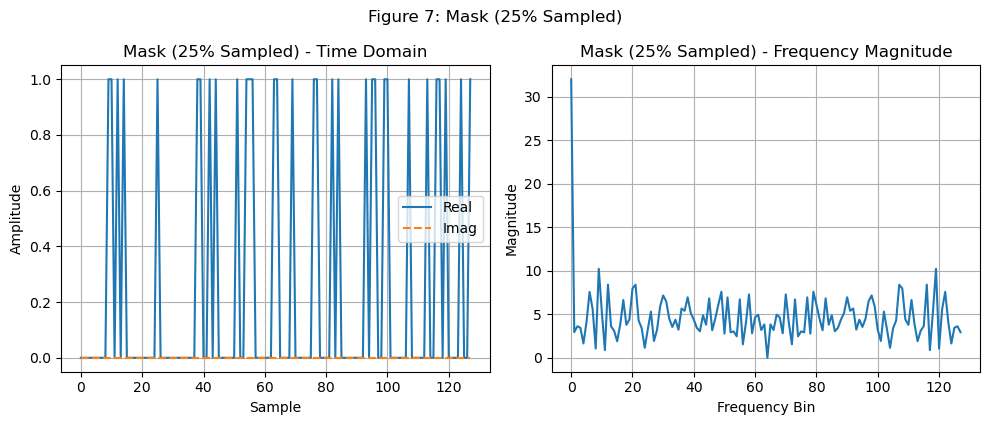 Figure 7: Mask (25% Sampled)
Mask (25% Sampled) - Time Domain
1.0
0.8
0.6
0.4
0.2
0.0
Amplitude
0 20 40 60 80 100 120
Sample
Real
Imag
Mask (25% Sampled) - Frequency Magnitude
30
25
20
15
10
5
0
Magnitude
0 20 40 60 80 100 120
Frequency Bin